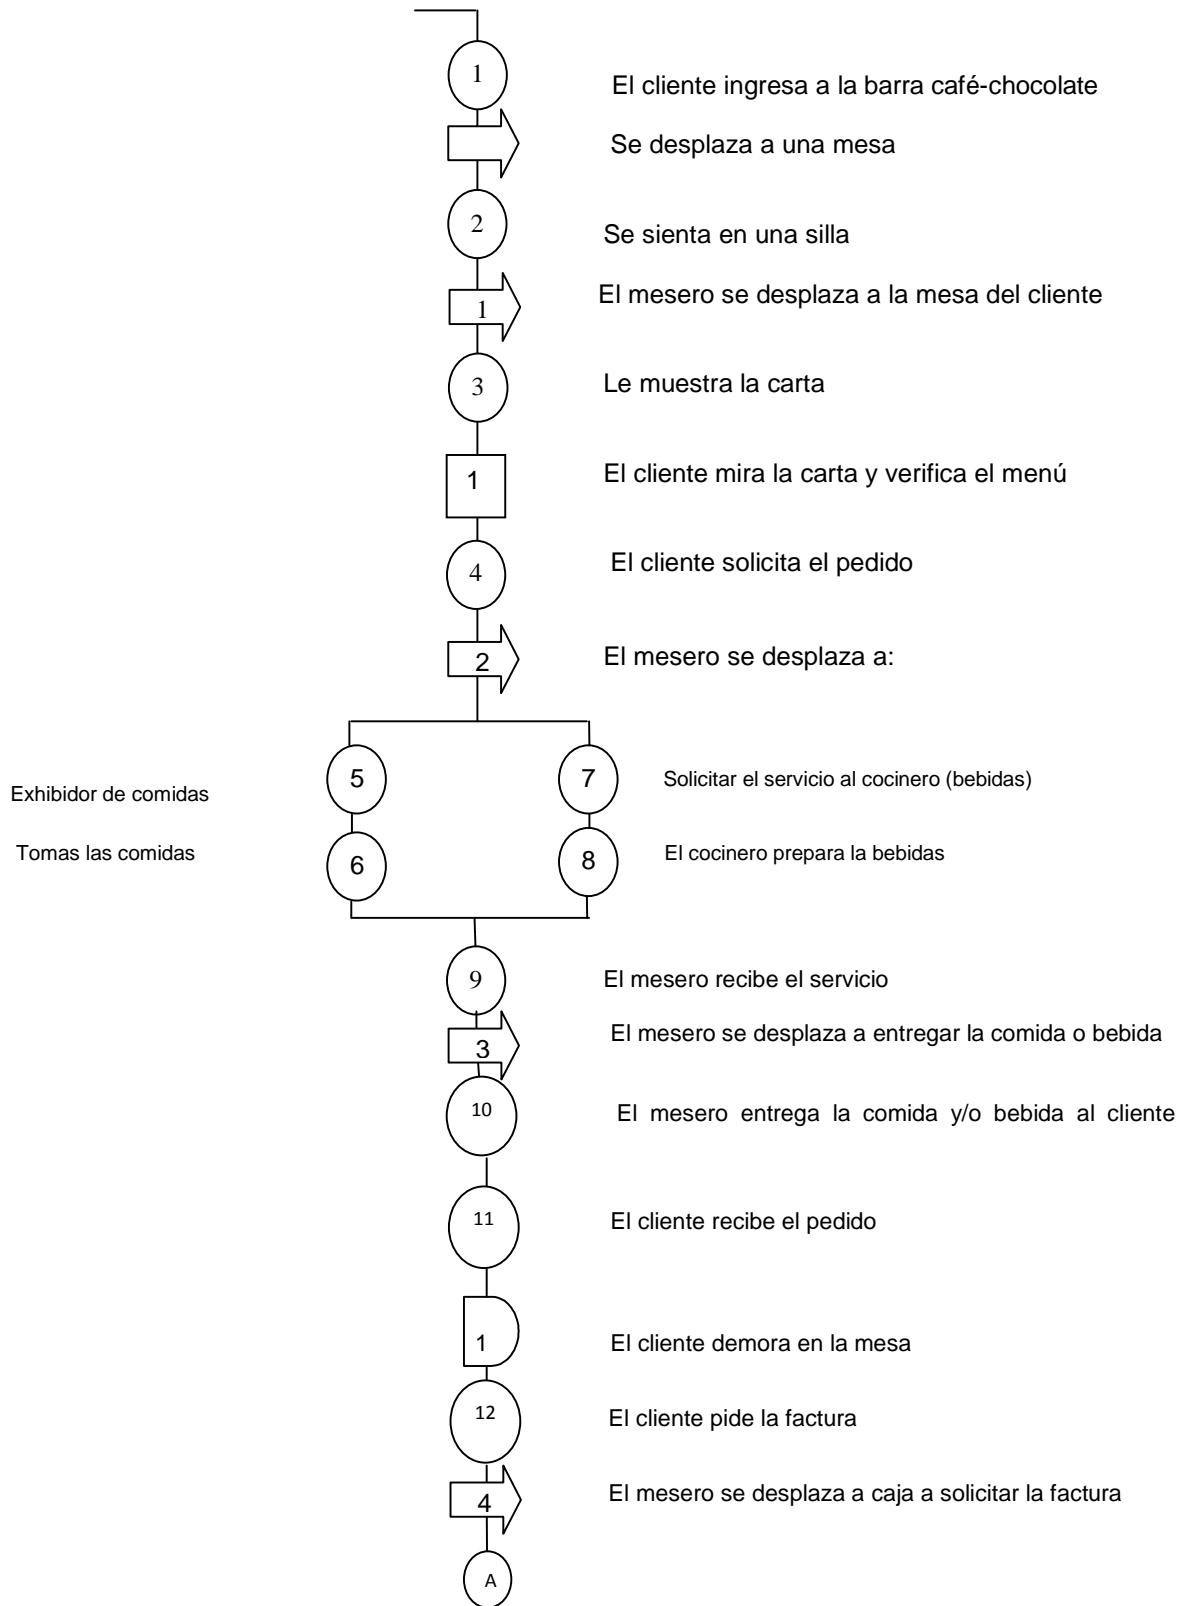 1
El cliente ingresa a la barra café-chocolate
Se desplaza a una mesa
2
Se sienta en una silla
1
El mesero se desplaza a la mesa del cliente
3
Le muestra la carta
1
El cliente mira la carta y verifica el menú
4
El cliente solicita el pedido
2
El mesero se desplaza a:
Exhibidor de comidas
5
7
Solicitar el servicio al cocinero (bebidas)
Tomas las comidas
6
8
El cocinero prepara la bebidas
9
El mesero recibe el servicio
3
El mesero se desplaza a entregar la comida o bebida
10
El mesero entrega la comida y/o bebida al cliente
11
El cliente recibe el pedido
1
El cliente demora en la mesa
12
El cliente pide la factura
4
El mesero se desplaza a caja a solicitar la factura
A